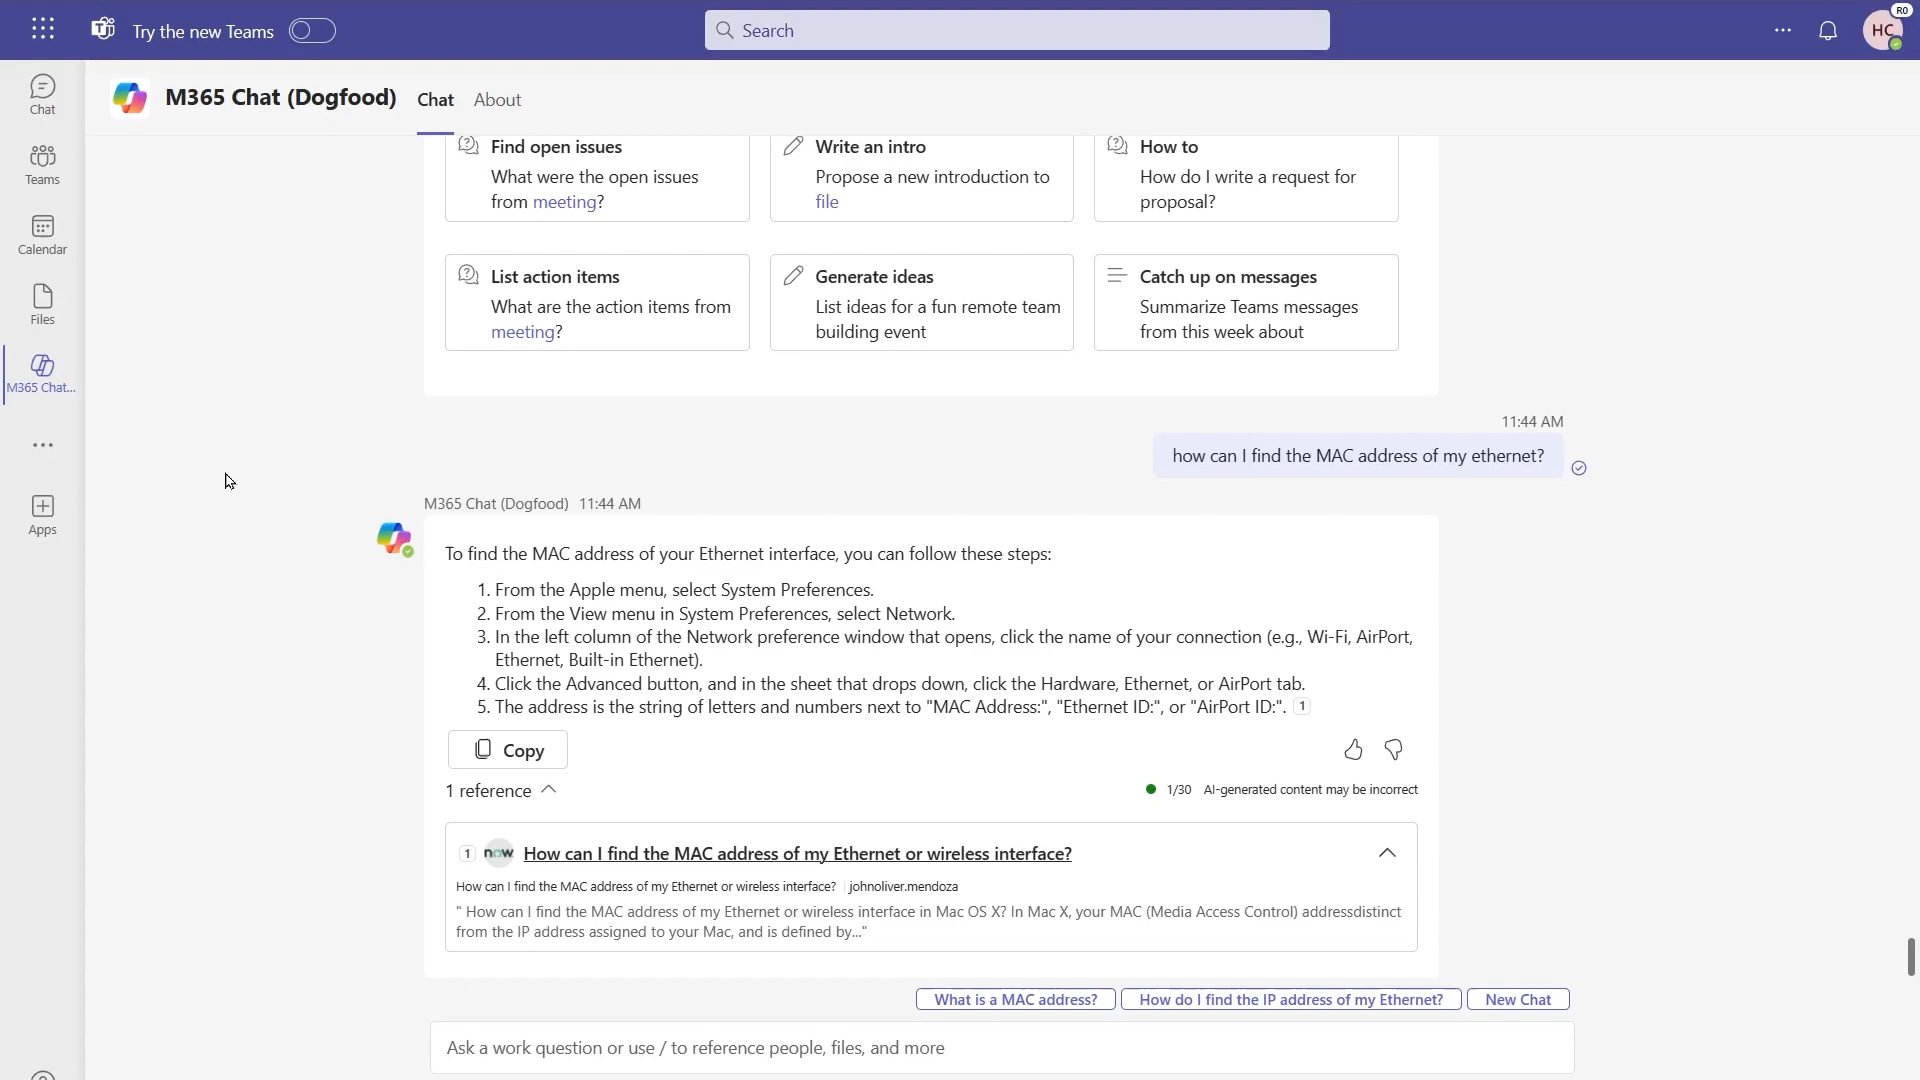 Try the new Teams
Search
RO
HC
Chat
Teams
Calendar
Files
M365 Chat...
Apps
M365 Chat (Dogfood)
Chat
About
Find open issues
What were the open issues
from meeting?
Write an intro
Propose a new introduction to
file
How to
How do I write a request for
proposal?
List action items
What are the action items from
meeting?
Generate ideas
List ideas for a fun remote team
building event
Catch up on messages
Summarize Teams messages
from this week about
11:44 AM
how can I find the MAC address of my ethernet?
M365 Chat (Dogfood) 11:44 AM
To find the MAC address of your Ethernet interface, you can follow these steps:
1. From the Apple menu, select System Preferences.
2. From the View menu in System Preferences, select Network.
3. In the left column of the Network preference window that opens, click the name of your connection (e.g., Wi-Fi, AirPort,
Ethernet, Built-in Ethernet).
4. Click the Advanced button, and in the sheet that drops down, click the Hardware, Ethernet, or AirPort tab.
5. The address is the string of letters and numbers next to "MAC Address:", "Ethernet ID:", or "AirPort ID:". 1
Copy
1 reference
1/30 AI-generated content may be incorrect
1 now How can I find the MAC address of my Ethernet or wireless interface?
How can I find the MAC address of my Ethernet or wireless interface? | johnoliver.mendoza
" How can I find the MAC address of my Ethernet or wireless interface in Mac OS X? In Mac X, your MAC (Media Access Control) addressdistinct
from the IP address assigned to your Mac, and is defined by..."
What is a MAC address?
How do I find the IP address of my Ethernet?
New Chat
Ask a work question or use / to reference people, files, and more